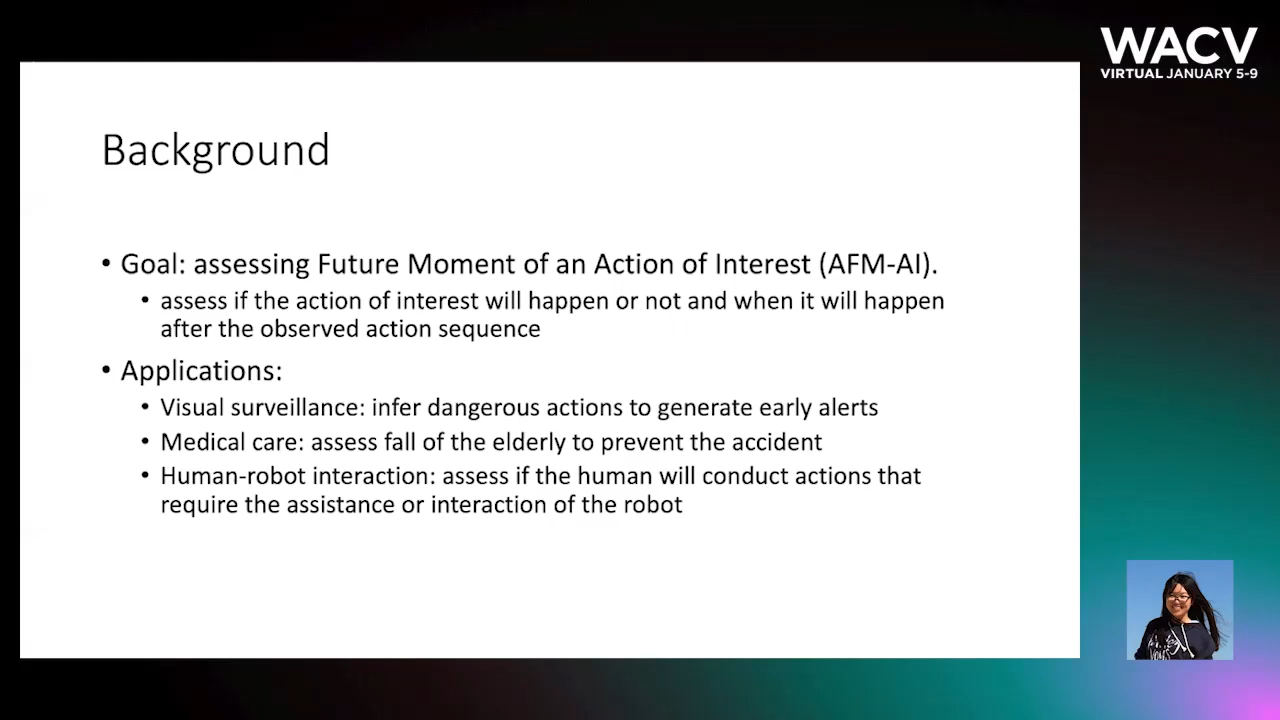 WACV
VIRTUAL JANUARY 5-9
Background
• Goal: assessing Future Moment of an Action of Interest (AFM-AI).
• assess if the action of interest will happen or not and when it will happen
after the observed action sequence
• Applications:
• Visual surveillance: infer dangerous actions to generate early alerts
• Medical care: assess fall of the elderly to prevent the accident
• Human-robot interaction: assess if the human will conduct actions that
require the assistance or interaction of the robot